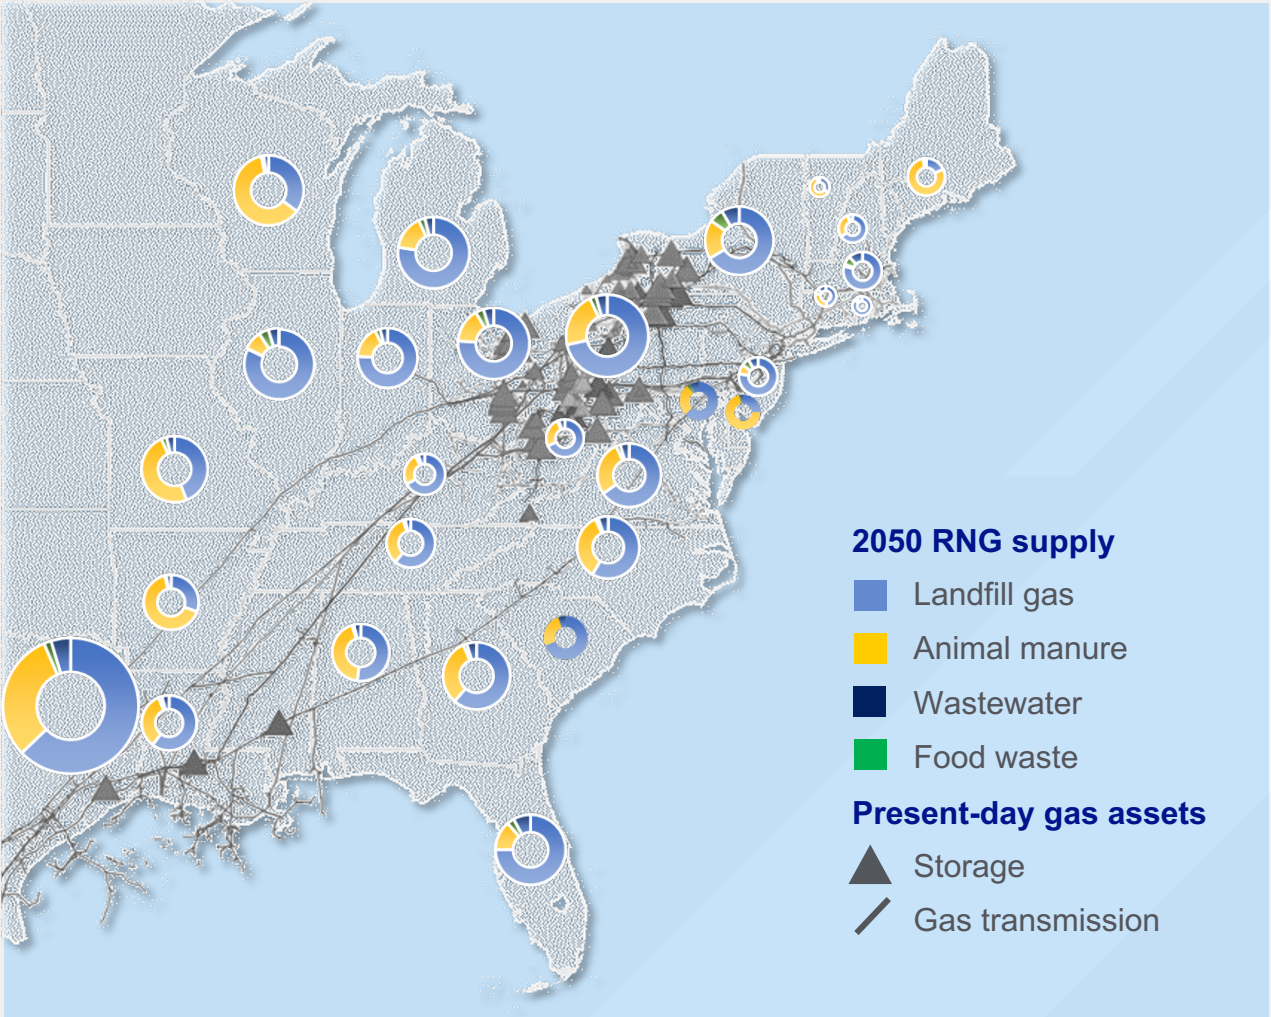 2050 RNG supply
Landfill gas
Animal manure
Wastewater
Food waste
Present-day gas assets
Storage
Gas transmission